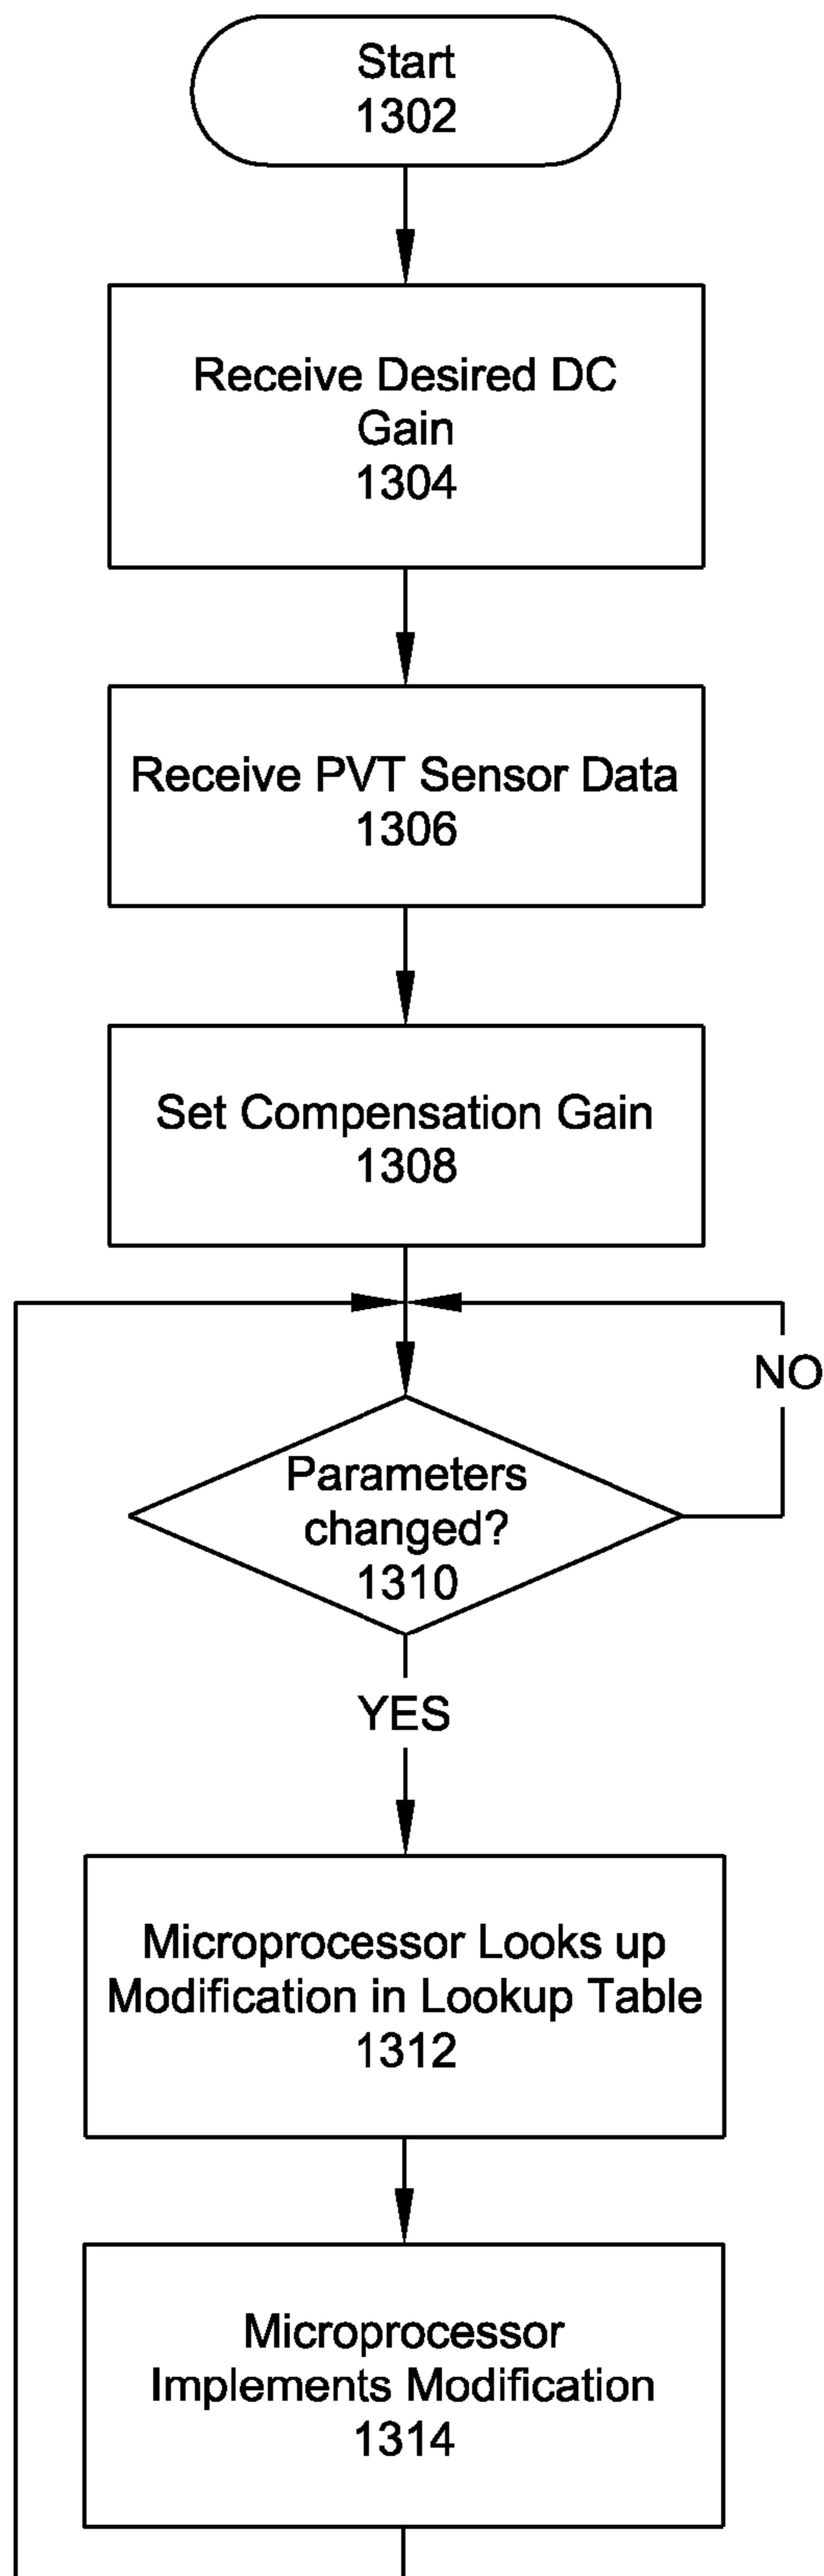 Start
1302
Receive Desired DC
Gain
1304
Receive PVT Sensor Data
1306
Set Compensation Gain
1308
NO
Parameters
changed?
1310
YES
Microprocessor Looks up
Modification in Lookup Table
1312
Microprocessor
Implements Modification
1314